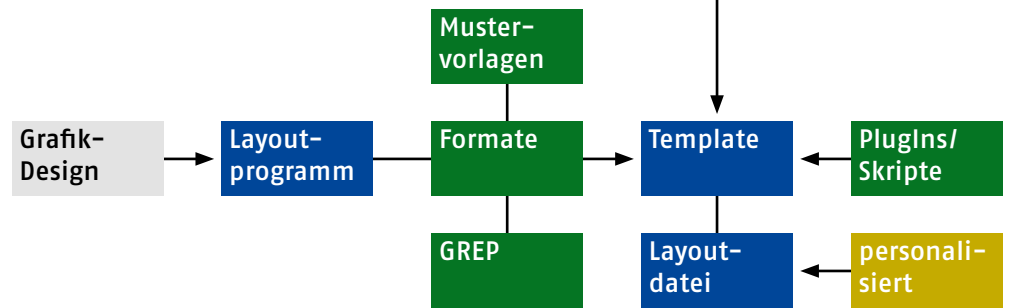 Muster-
vorlagen
Grafik-
Design
Layout-
programm
Formate
Template
PlugIns/
Skripte
GREP
Layout-
datei
personali-
siert